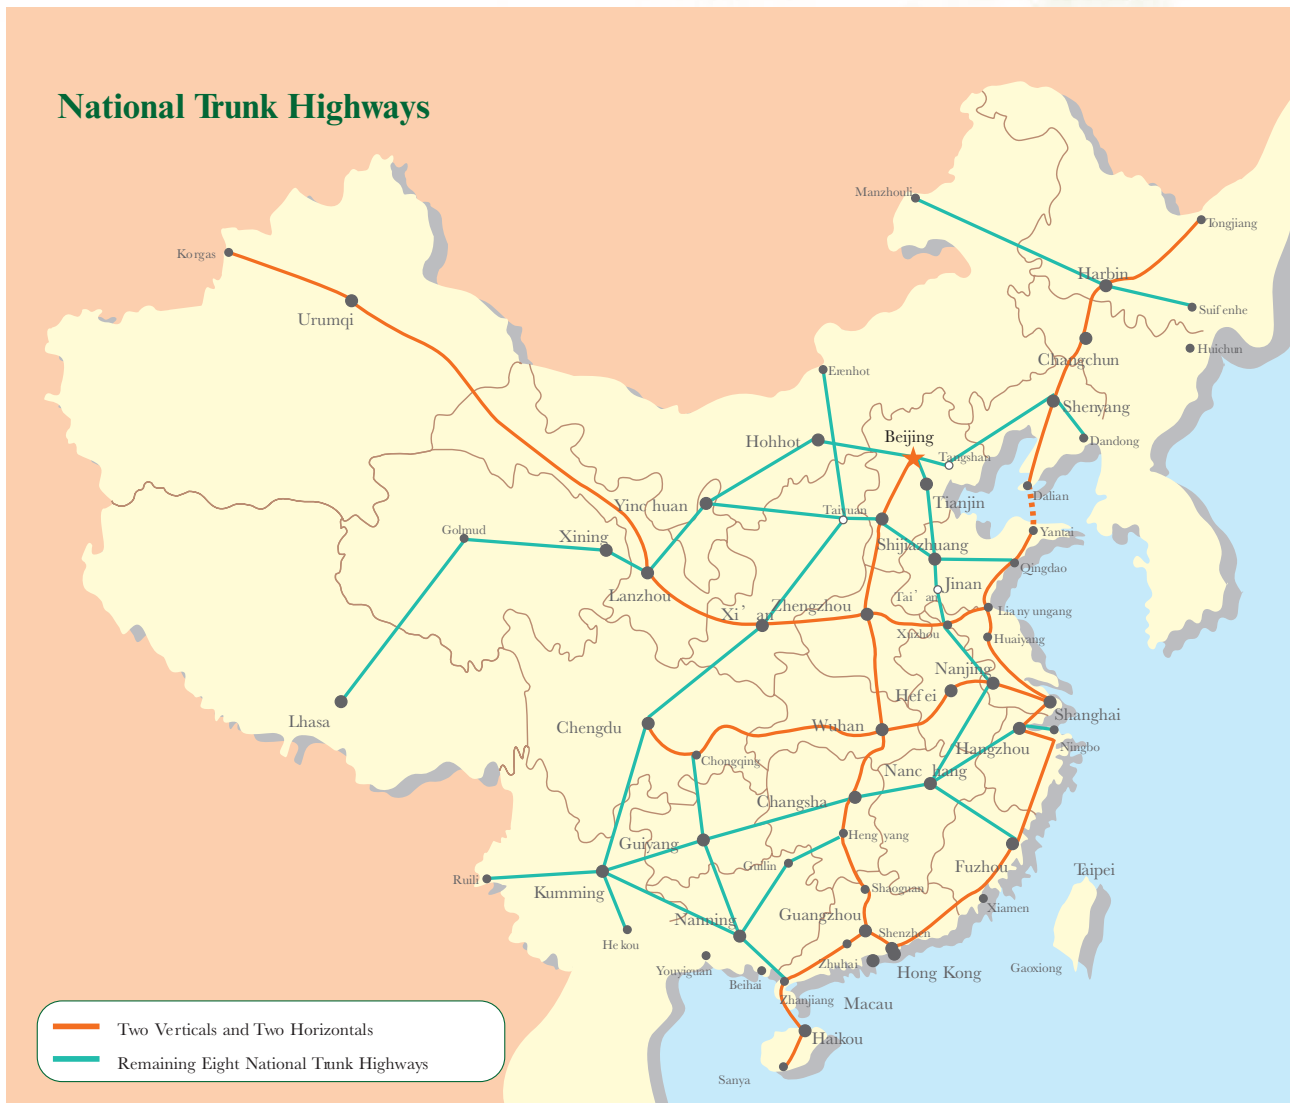 National Trunk Highways
Manzhouli
Tongjiang
Korgas
Harbin
Urumqi
Suif enhe
Huichun
Changchun
Erenhot
Shenyang
Hohhot
Beijing
Dandong
Tangshan
Dalian
Yinc huan
Tianjin
Taiyuan
Golmud
Yantai
Xining
Shijiazhuang
Qingdao
Lanzhou
Jinan
Tai’ an
Xi’ an
Zhengzhou
Lia ny ungang
Xuzhou
Huaiyang
Nanjing
Hef ei
Lhasa
Shanghai
Chengdu
Wuhan
Hangzhou
Ningbo
Chongqing
Nanc hang
Changsha
Heng yang
Guiyang
Guilin
Fuzhou
Taipei
Ruili
Kumming
Shaoguan
Xiamen
Nanning
Guangzhou
Shenzhen
He kou
Youyiguan
Zhuhai
Hong Kong
Gaoxiong
Beihai
Zhanjiang
Macau
Haikou
Sanya
Two Verticals and Two Horizontals
Remaining Eight National Trunk Highways